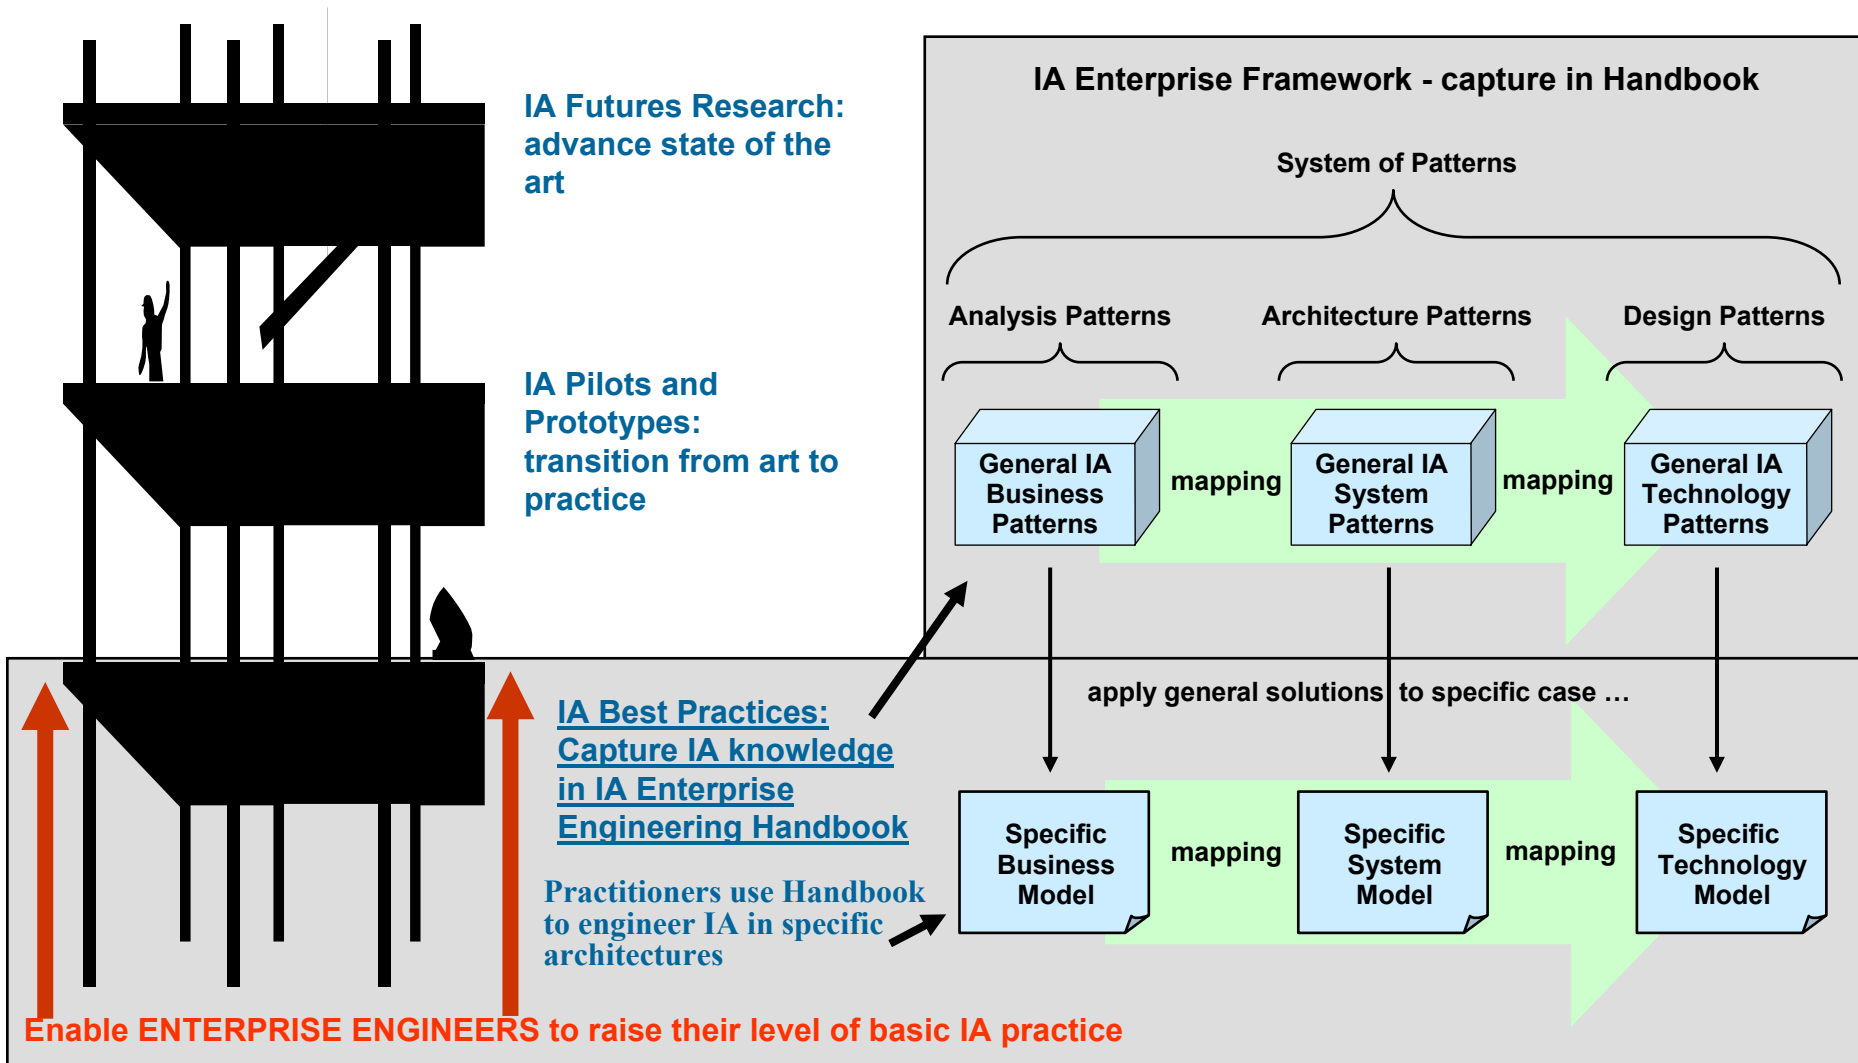 IA Futures Research:
advance state of the
art
IA Pilots and
Prototypes:
transition from art to
practice
IA Best Practices:
Capture IA knowledge
in IA Enterprise
Engineering Handbook
Practitioners use Handbook
to engineer IA in specific
architectures
Enable ENTERPRISE ENGINEERS to raise their level of basic IA practice
IA Enterprise Framework - capture in Handbook
System of Patterns
Analysis Patterns
Architecture Patterns
Design Patterns
General IA
Business
Patterns
mapping
General IA
System
Patterns
mapping
General IA
Technology
Patterns
apply general solutions to specific case …
Specific
Business
Model
mapping
Specific
System
Model
mapping
Specific
Technology
Model